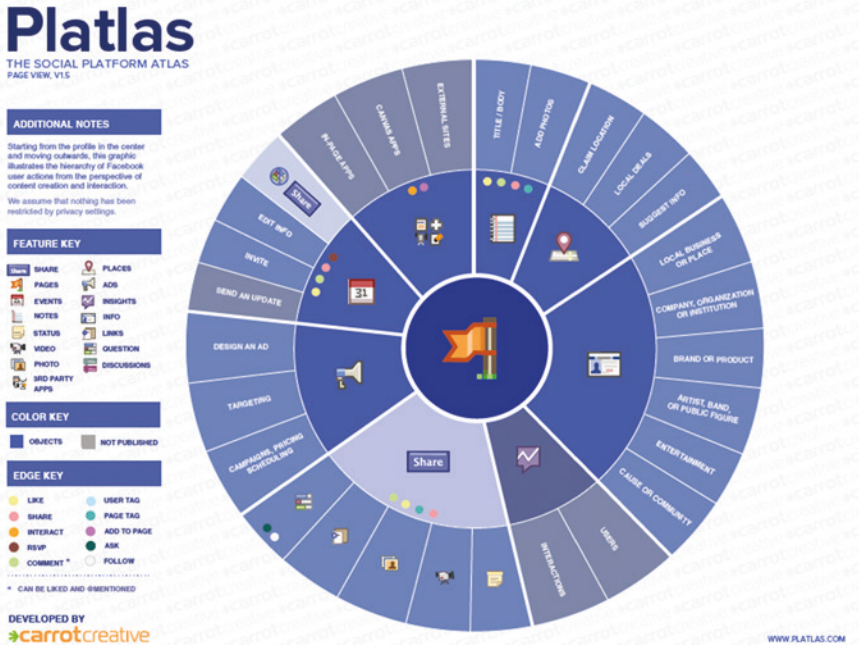 Platlas
THE SOCIAL PLATFORM ATLAS
PAGE VIEW, V1.5
ADDITIONAL NOTES
Starting from the profile in the center
and moving outwards, this graphic
illustrates the hierarchy of Facebook
user actions from the perspective of
content creation and interaction.
We assume that nothing has been
restricted by privacy settings.
FEATURE KEY
Share SHARE
PAGES
EVENTS
NOTES
STATUS
VIDEO
PHOTO
3RD PARTY
APPS
PLACES
ADS
INSIGHTS
INFO
LINKS
QUESTION
DISCUSSIONS
COLOR KEY
OBJECTS
NOT PUBLISHED
EDGE KEY
LIKE
SHARE
INTERACT
RSVP
COMMENT *
USER TAG
PAGE TAG
ADD TO PAGE
ASK
FOLLOW
* CAN BE LIKED AND @MENTIONED
DEVELOPED BY
carrotcreative
IN-PAGE APPS
CANVAS APPS
EXTERNAL SITES
TITLE / BODY
ADD PHOTOS
CLAIM LOCATION
LOCAL DEALS
SUGGEST INFO
LOCAL BUSINESS
OR PLACE
COMPANY, ORGANIZATION
OR INSTITUTION
BRAND OR PRODUCT
ARTIST, BAND,
OR PUBLIC FIGURE
ENTERTAINMENT
CAUSE OR COMMUNITY
USERS
INTERACTIONS
Share
CAMPAIGNS, PRICING
SCHEDULING
TARGETING
DESIGN AN AD
SEND AN UPDATE
INVITE
EDIT INFO
Share
31
WWW.PLATLAS.COM